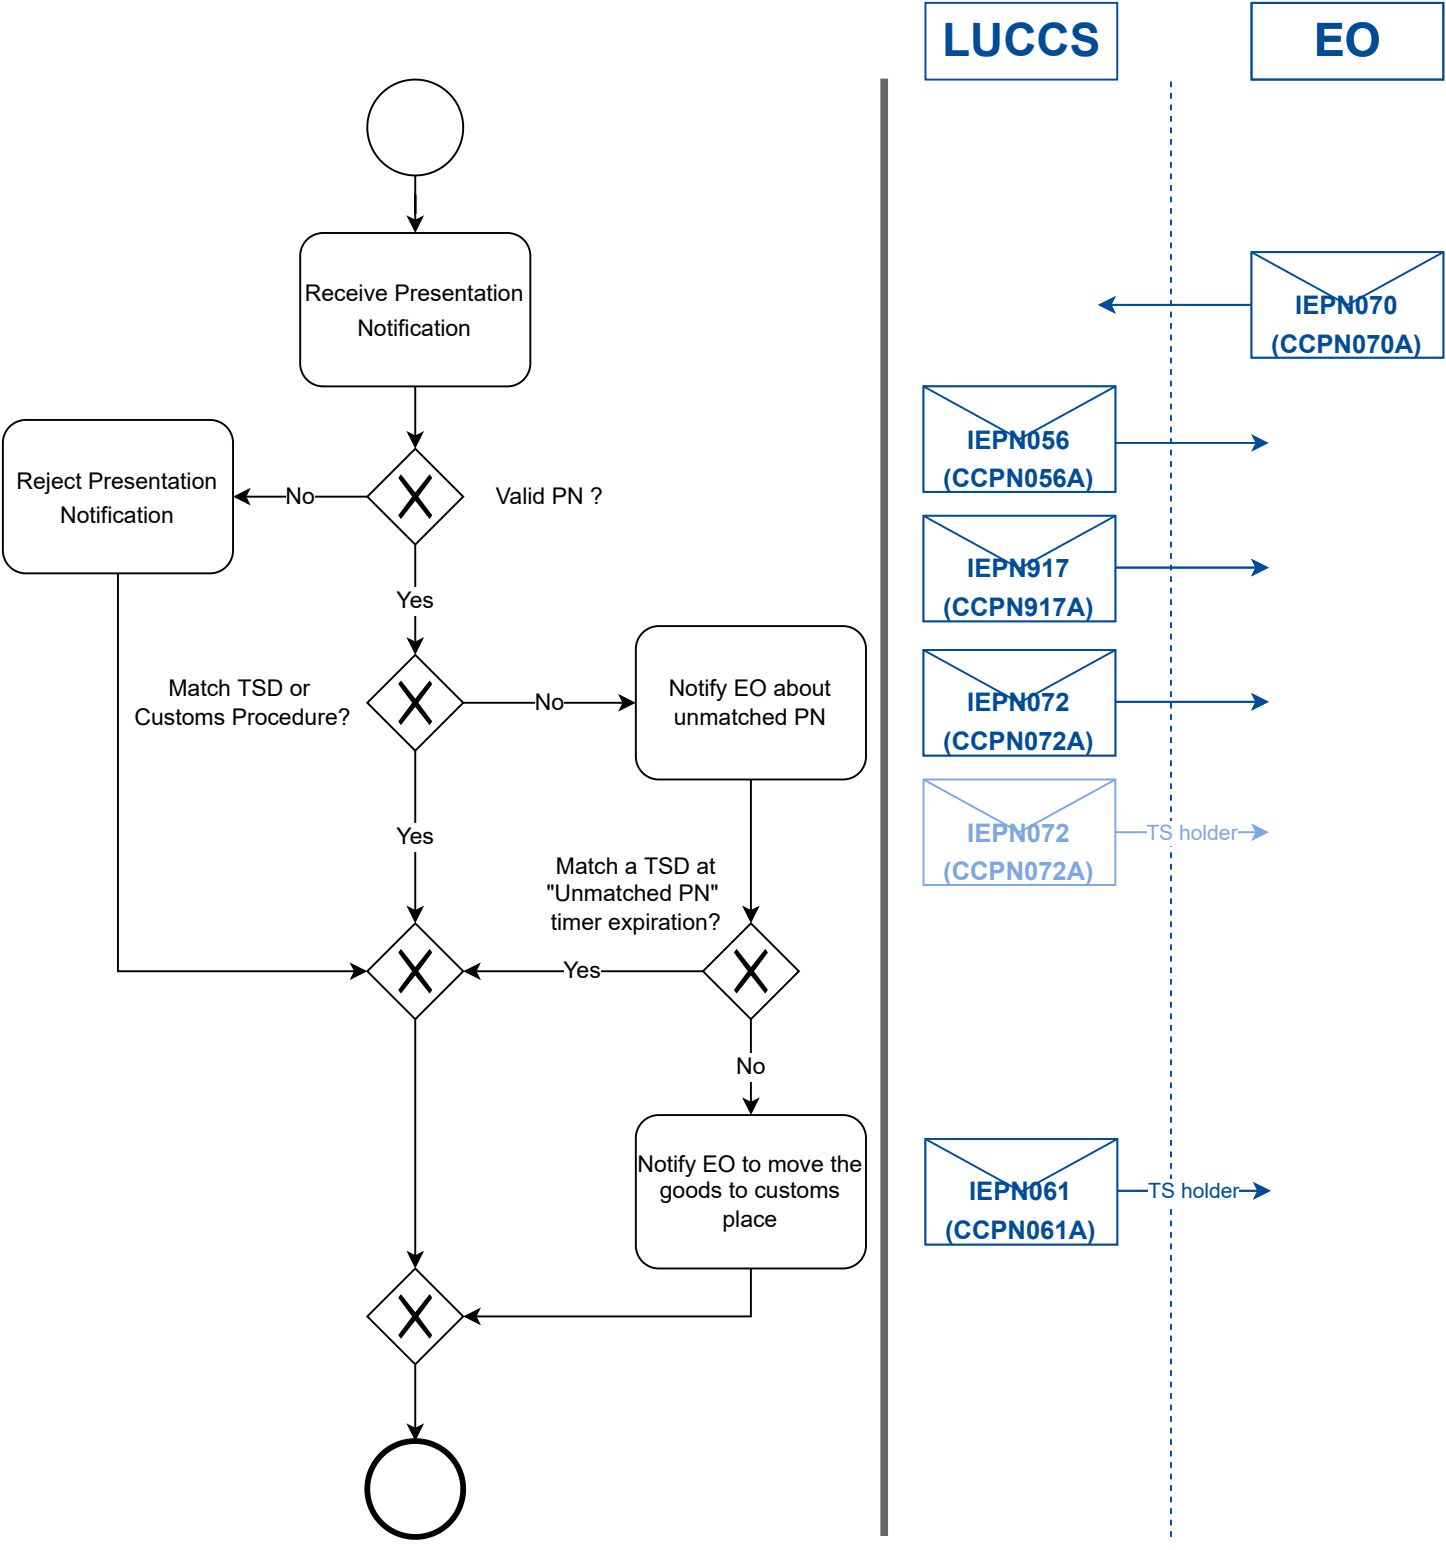 LUCCS
EO
Receive Presentation
Notification
IEPN070
(CCPN070A)
IEPN056
(CCPN056A)
Reject Presentation
Notification
No
Valid PN ?
IEPN917
(CCPN917A)
Yes
Match TSD or
Customs Procedure?
No
Notify EO about
unmatched PN
IEPN072
(CCPN072A)
Yes
Match a TSD at
"Unmatched PN"
timer expiration?
IEPN072
(CCPN072A)
TS holder
Yes
No
Notify EO to move the
goods to customs
place
IEPN061
(CCPN061A)
TS holder